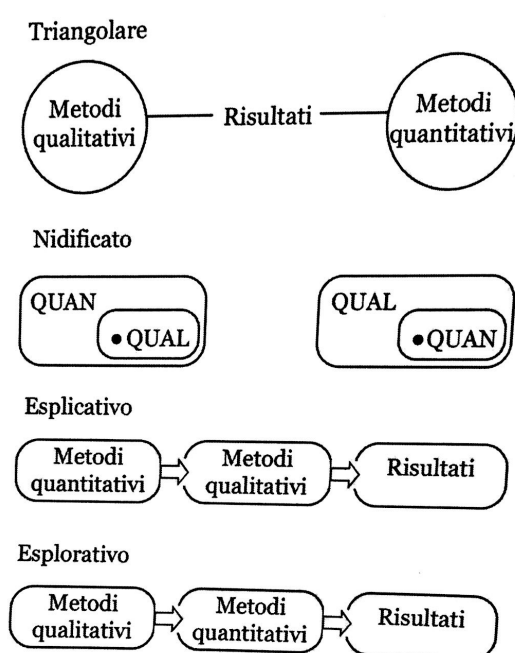 Triangolare
Metodi
qualitativi
Risultati
Metodi
quantitativi
Nidificato
QUAN
•QUAL
QUAL
•QUAN
Esplicativo
Metodi
quantitativi
Metodi
qualitativi
Risultati
Esplorativo
Metodi
qualitativi
Metodi
quantitativi
Risultati